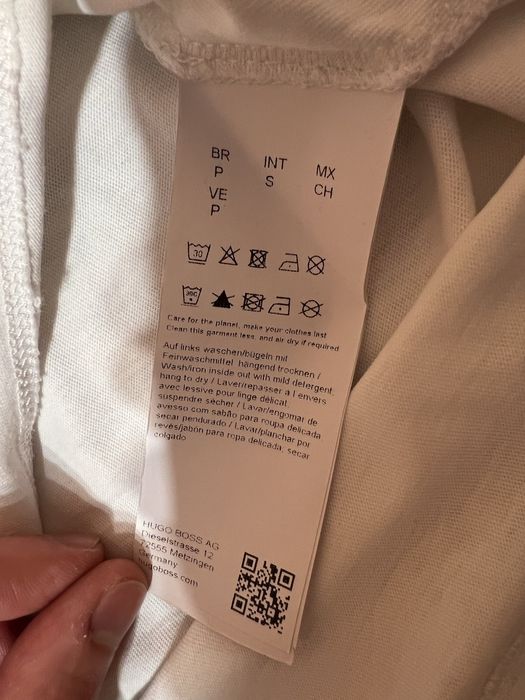 BR INT MX
P S CH
VE
P
30
30C
Care for the planet, make your clothes last
Clean this garment less, and air dry if required
Auf links waschen/bügeln mit
Feinwaschmittel, hängend trocknen /
Wash/iron inside out with mild detergent,
hang to dry / Laver/repasser à l envers
avec lessive pour linge délicat,
suspendre sécher / Lavar/engomar de
avesso com sabão para roupa delicada,
secar pendurado / Lavar/planchar por
revés/jabón para ropa delicada, secar
colgado
HUGO BOSS AG
Dieselstrasse 12
72555 Metzingen
Germany
hugoboss.com